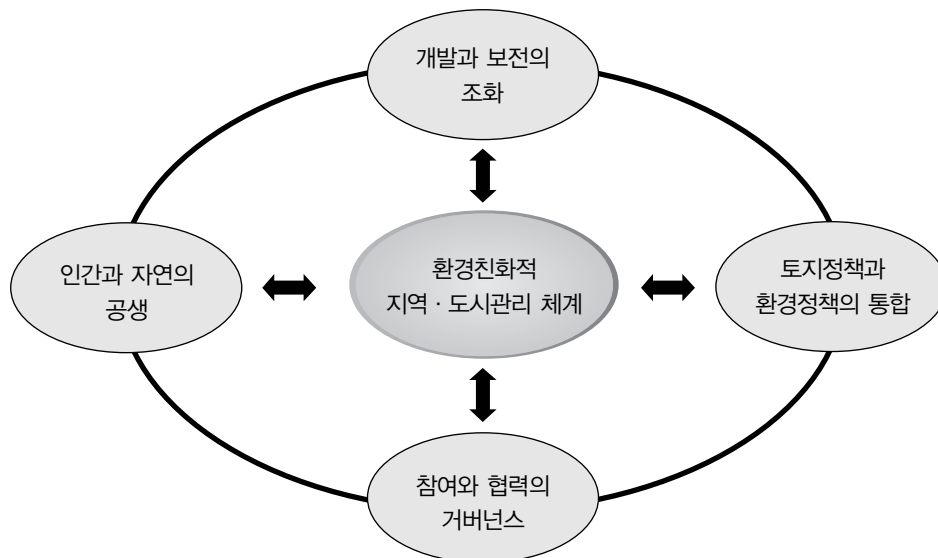 개발과 보전의
조화
인간과 자연의
공생
환경친화적
지역 · 도시관리 체계
토지정책과
환경정책의 통합
참여와 협력의
거버넌스